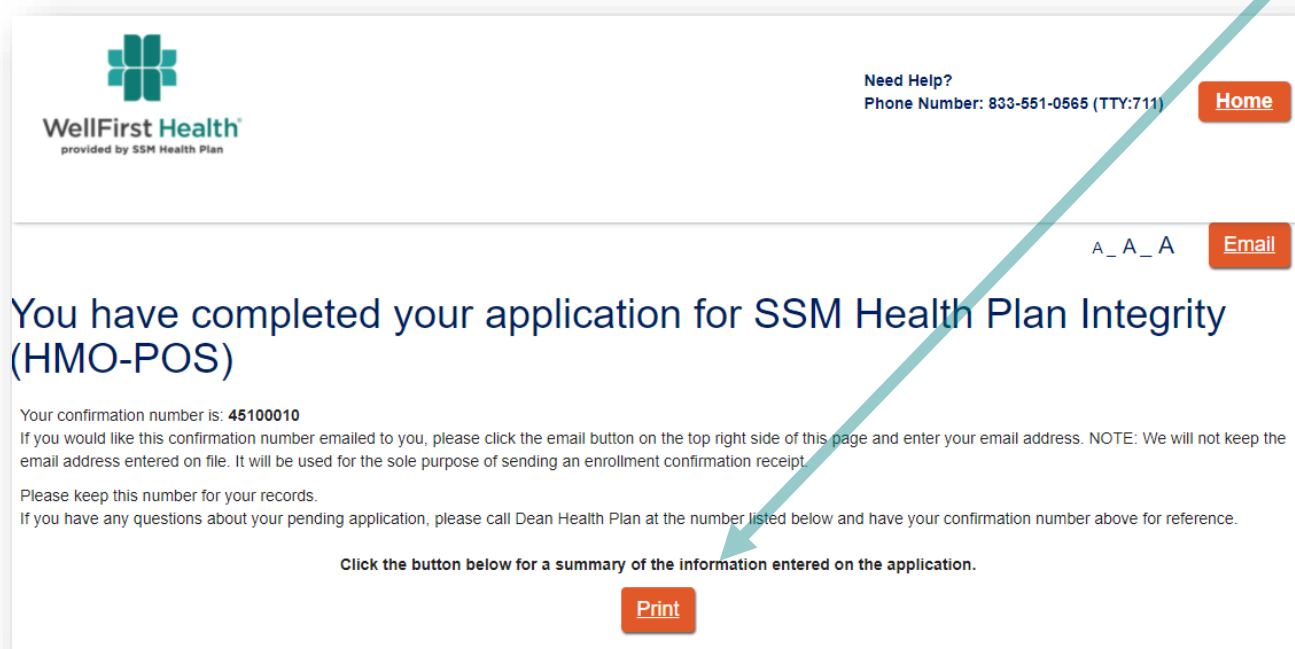 WellFirst Health
provided by SSM Health Plan
Need Help?
Phone Number: 833-551-0565 (TTY:711)
Home
A _ A _ A
Email
You have completed your application for SSM Health Plan Integrity
(HMO-POS)
Your confirmation number is: 45100010
If you would like this confirmation number emailed to you, please click the email button on the top right side of this page and enter your email address. NOTE: We will not keep the
email address entered on file. It will be used for the sole purpose of sending an enrollment confirmation receipt.
Please keep this number for your records.
If you have any questions about your pending application, please call Dean Health Plan at the number listed below and have your confirmation number above for reference.
Click the button below for a summary of the information entered on the application.
Print